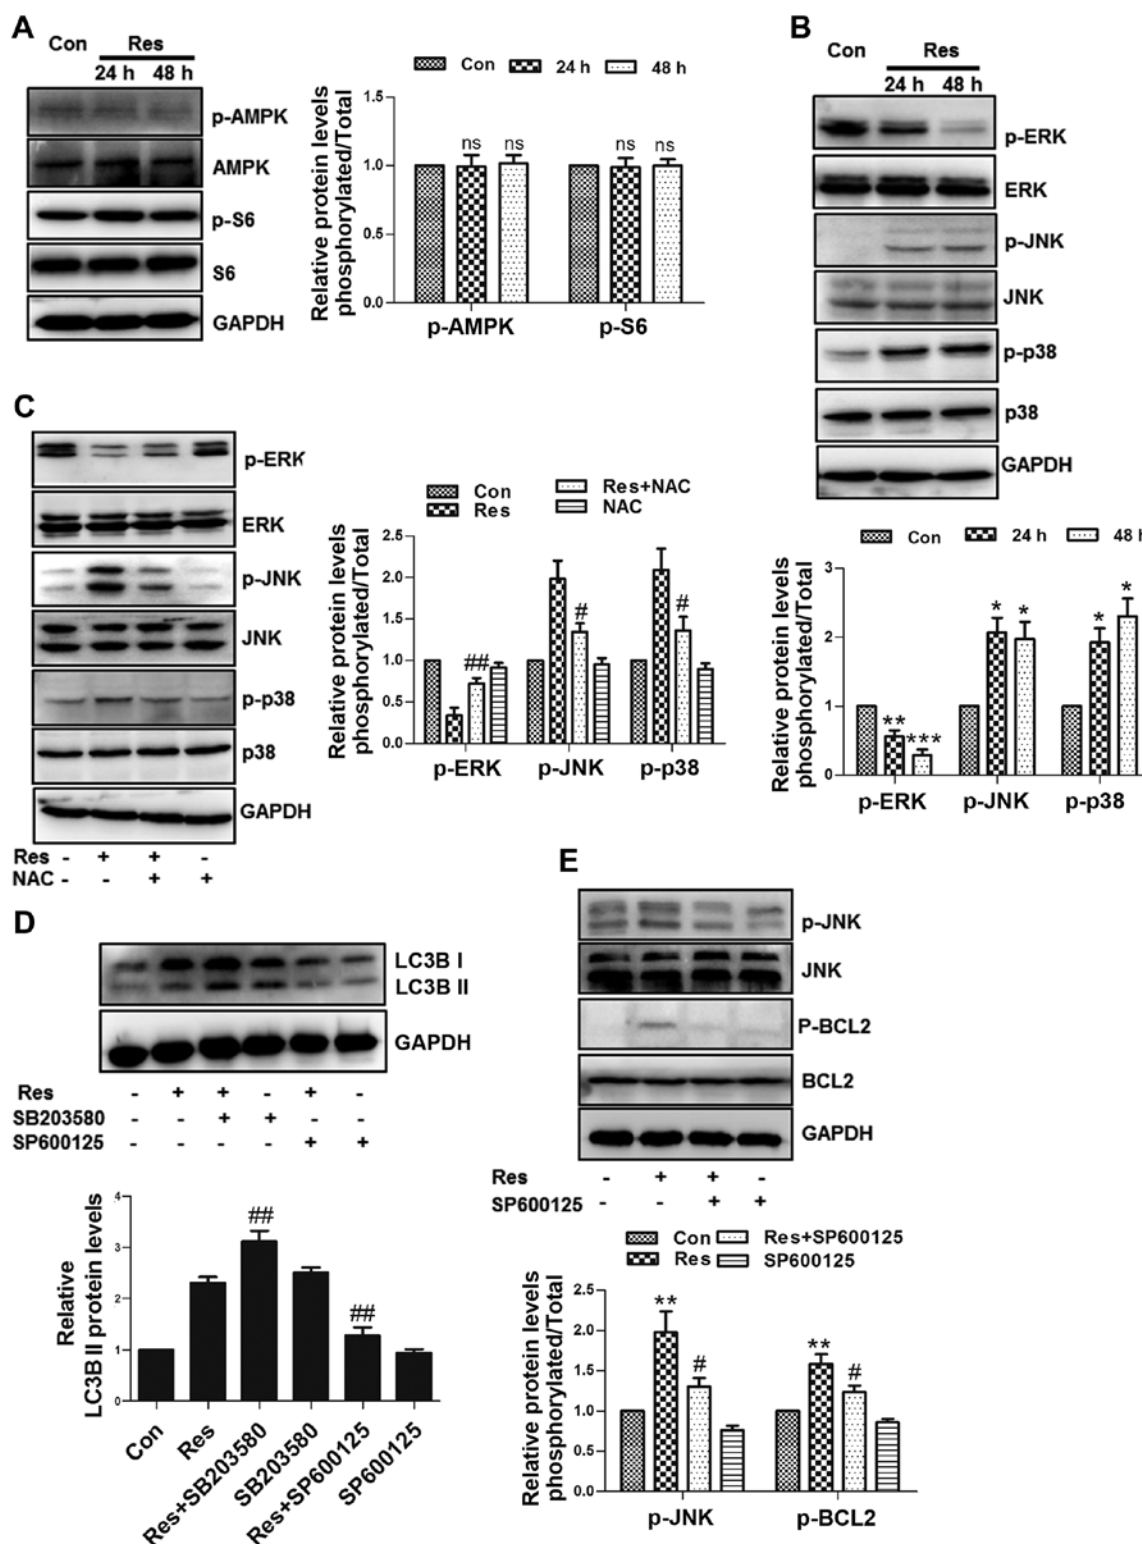 A
Con
Res
24 h
48 h
p-AMPK
AMPK
p-S6
S6
GAPDH
Con
24 h
48 h
Relative protein levels
phosphorylated/Total
1.5
1.0
0.5
0.0
ns
ns
ns
ns
p-AMPK
p-S6
B
Con
Res
24 h
48 h
p-ERK
ERK
p-JNK
JNK
p-p38
p38
GAPDH
Con
24 h
48 h
Relative protein levels
phosphorylated/Total
3
2
1
0
**
***
*
*
*
*
p-ERK
p-JNK
p-p38
C
p-ERK
ERK
p-JNK
JNK
p-p38
p38
GAPDH
Res - + + -
NAC - - + +
Con
Res+NAC
Res
NAC
Relative protein levels
phosphorylated/Total
2.5
2.0
1.5
1.0
0.5
0.0
##
#
#
p-ERK
p-JNK
p-p38
D
LC3B I
LC3B II
GAPDH
Res - + + - + -
SB203580 - - + + - -
SP600125 - - - - + +
Relative
LC3B II protein levels
4
3
2
1
0
##
##
Con
Res
Res+SB203580
SB203580
Res+SP600125
SP600125
E
p-JNK
JNK
P-BCL2
BCL2
GAPDH
Res - + + -
SP600125 - - + +
Con
Res+SP600125
Res
SP600125
Relative protein levels
phosphorylated/Total
2.5
2.0
1.5
1.0
0.5
0.0
**
#
**
#
p-JNK
p-BCL2